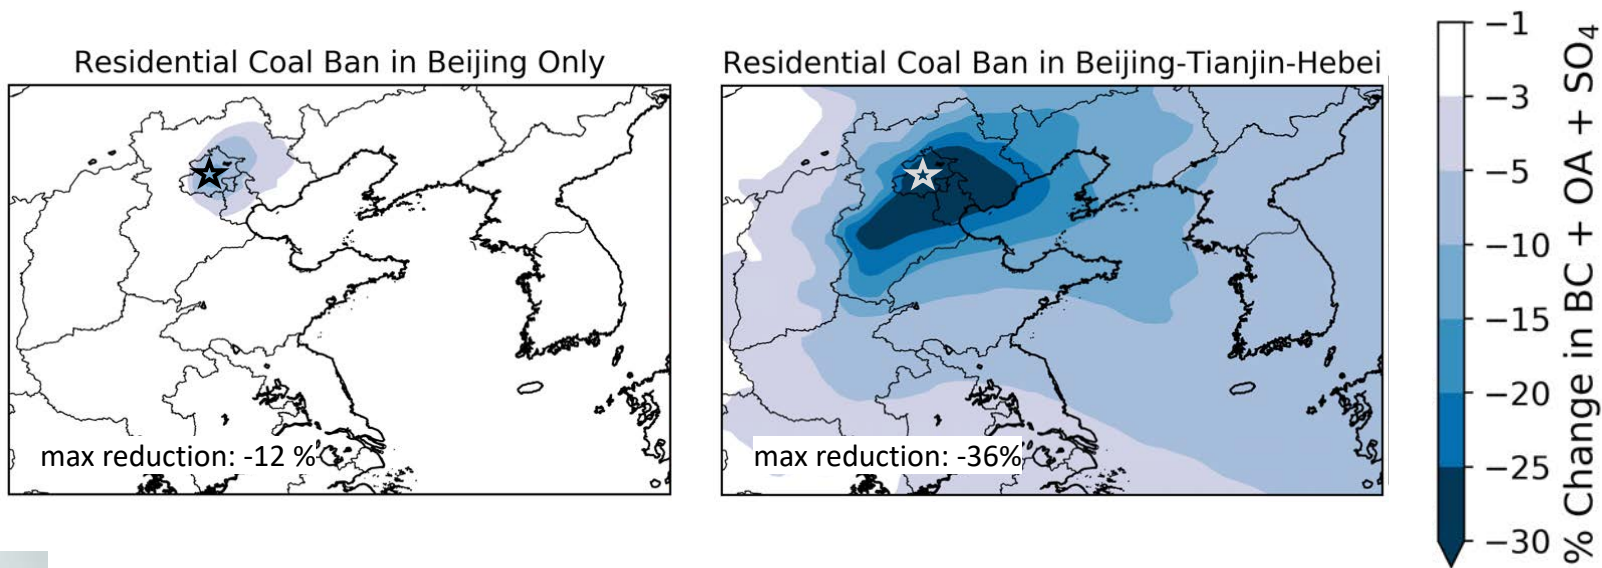 Residential Coal Ban in Beijing Only
max reduction: -12 %
Residential Coal Ban in Beijing-Tianjin-Hebei
max reduction: -36%
−1
−3
−5
−10
−15
−20
−25
−30
% Change in BC + OA + SO₄